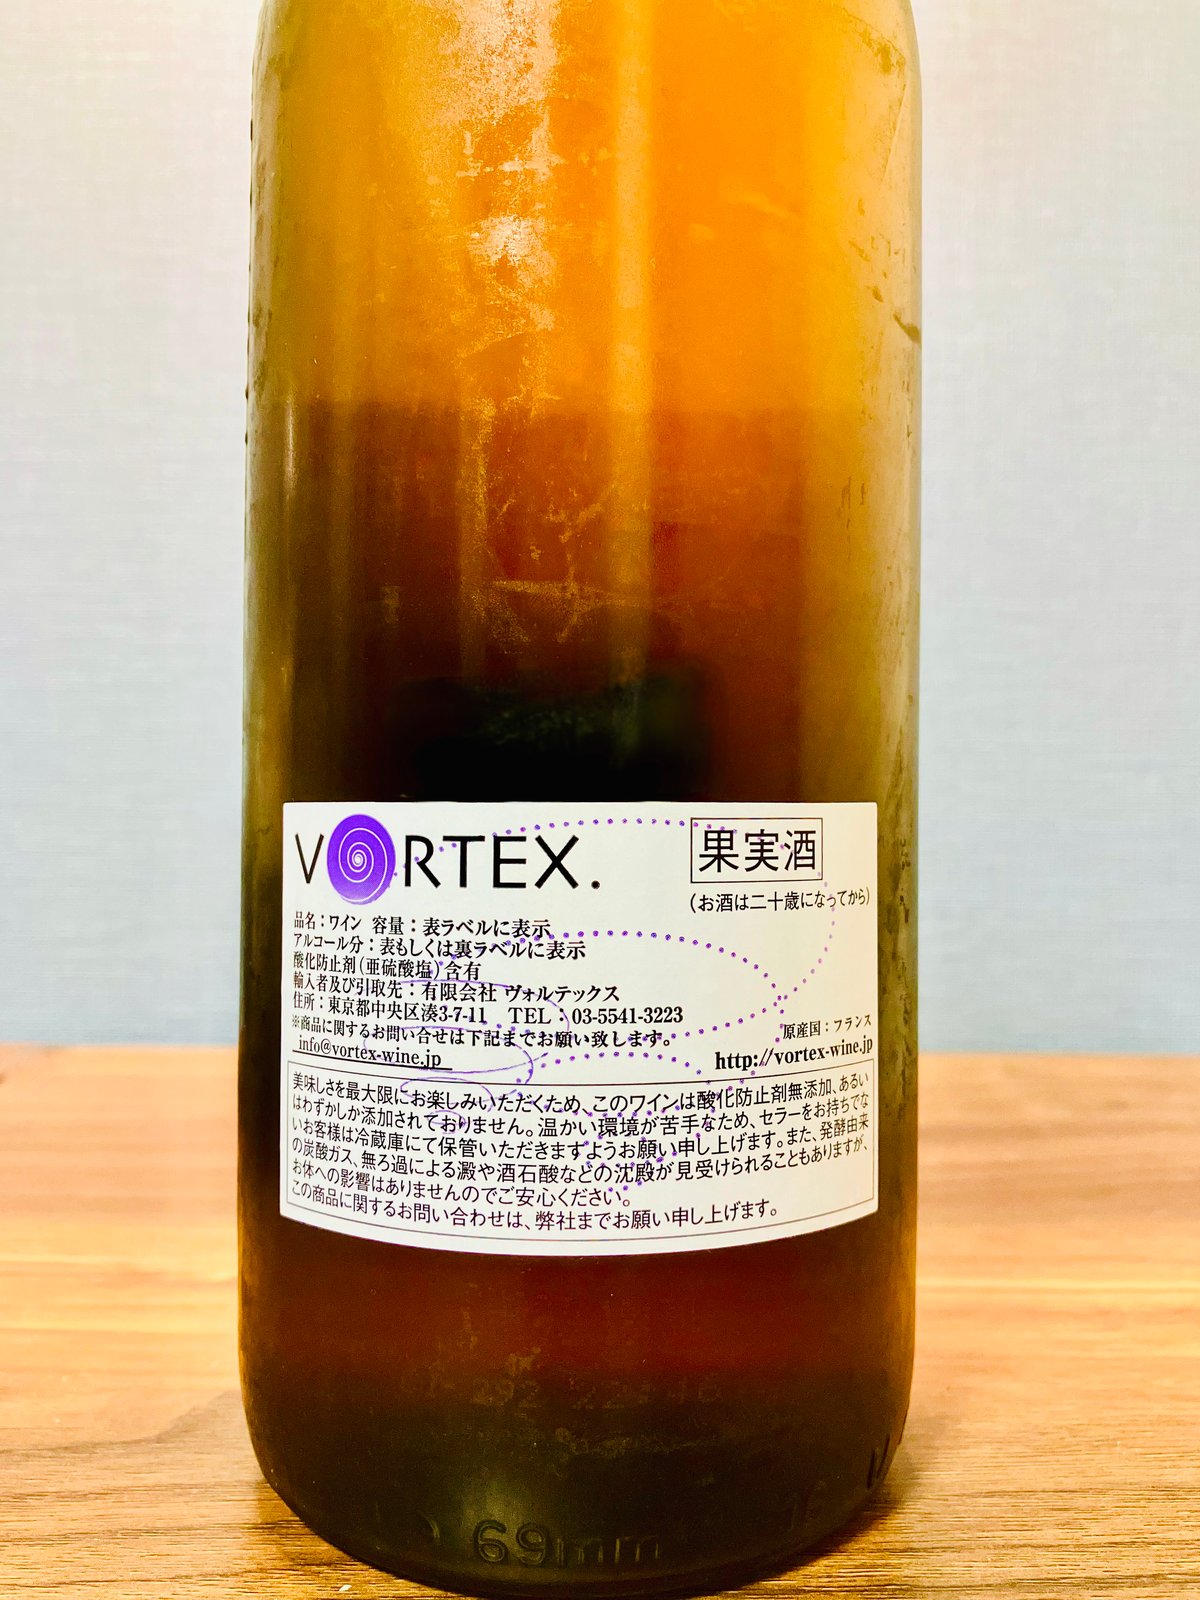 VORTEX.
果実酒
(お酒は二十歳になってから)
品名：ワイン 容量：表ラベルに表示
アルコール分：表もしくは裏ラベルに表示
酸化防止剤(亜硫酸塩)含有
輸入者及び引取先：有限会社 ヴォルテックス
住所：東京都中央区湊3-7-11 TEL：03-5541-3223
※商品に関するお問い合せは下記までお願い致します。
info@vortex-wine.jp
原産国：フランス
http://vortex-wine.jp
美味しさを最大限にお楽しみいただくため、このワインは酸化防止剤無添加、あるい
はわずかしか添加されておりません。温かい環境が苦手なため、セラーをお持ちでな
いお客様は冷蔵庫にて保管いただきますようお願い申し上げます。また、発酵由来
の炭酸ガス、無ろ過による澱や酒石酸などの沈殿が見受けられることもありますが、
お体への影響はありませんのでご安心ください。
この商品に関するお問い合わせは、弊社までお願い申し上げます。
69mm